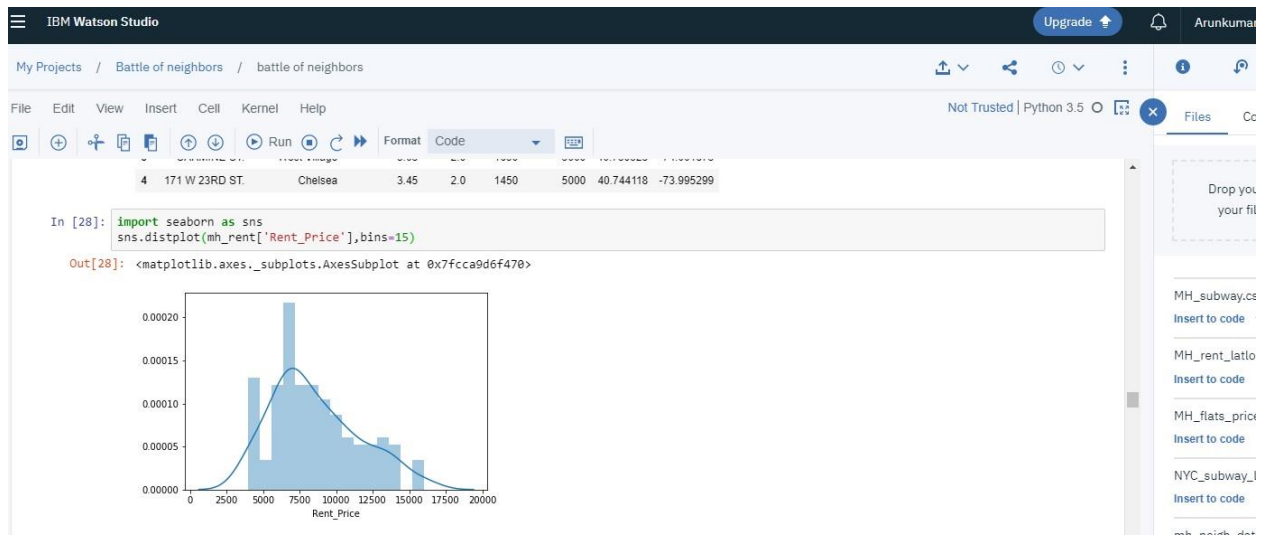 IBM Watson Studio
Upgrade
Arunkumar
My Projects / Battle of neighbors / battle of neighbors
File Edit View Insert Cell Kernel Help
Not Trusted | Python 3.5
Files
Run Format Code
4 171 W 23RD ST. Chelsea 3.45 2.0 1450 5000 40.744118 -73.995299
Drop you
your fil
In [28]: import seaborn as sns
sns.distplot(mh_rent['Rent_Price'],bins=15)
Out[28]: <matplotlib.axes._subplots.AxesSubplot at 0x7fcca9d6f470>
0.00020
0.00015
0.00010
0.00005
0.00000
0 2500 5000 7500 10000 12500 15000 17500 20000
Rent_Price
MH_subway.cs
Insert to code
MH_rent_latlo
Insert to code
MH_flats_price
Insert to code
NYC_subway_l
Insert to code